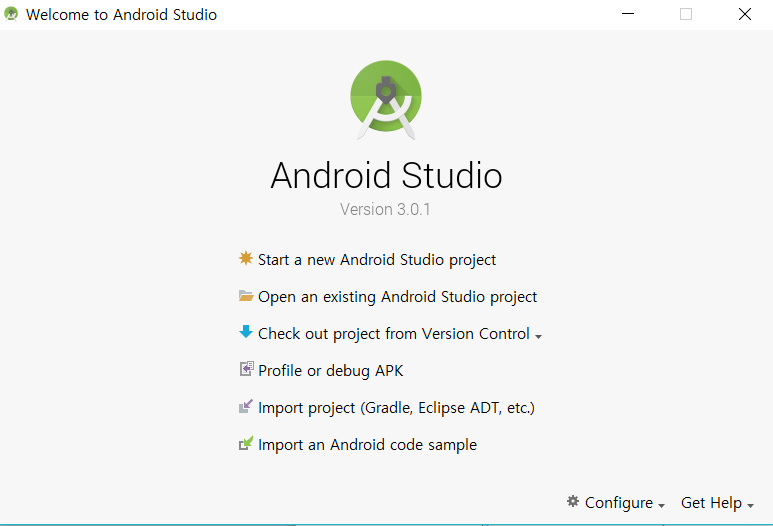 Welcome to Android Studio
Android Studio
Version 3.0.1
Start a new Android Studio project
Open an existing Android Studio project
Check out project from Version Control
Profile or debug APK
Import project (Gradle, Eclipse ADT, etc.)
Import an Android code sample
Configure Get Help